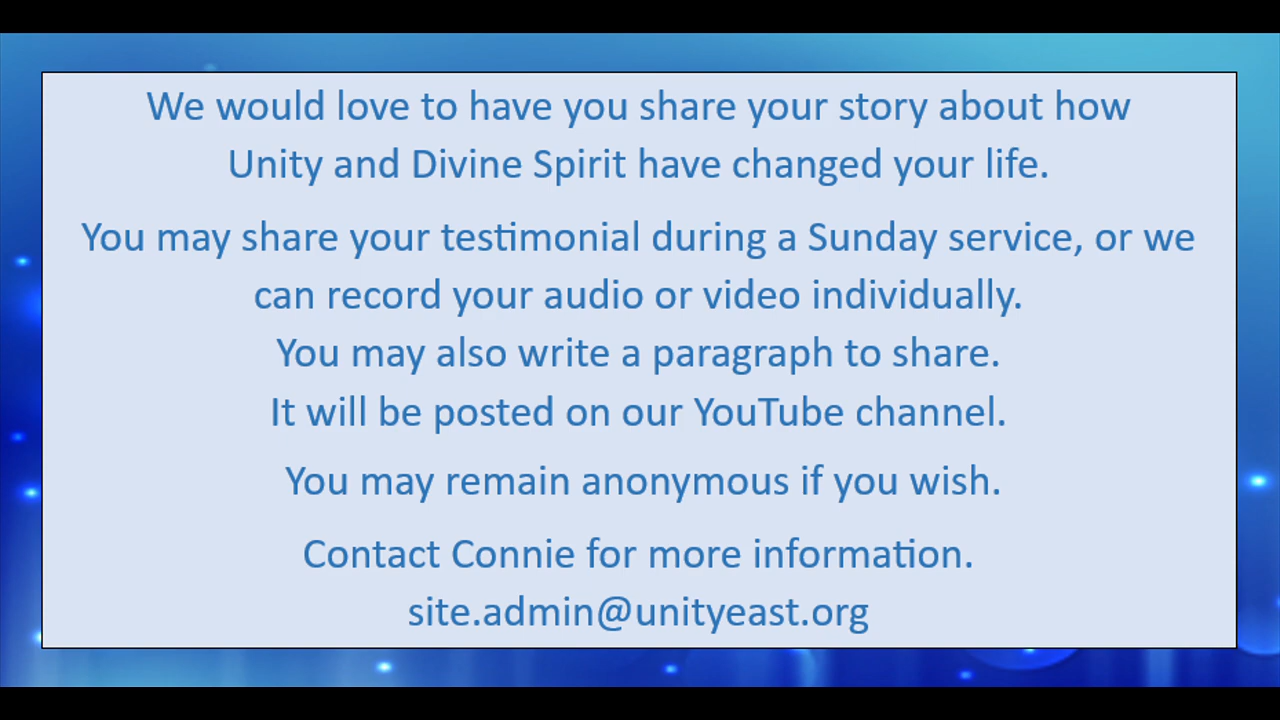 We would love to have you share your story about how
Unity and Divine Spirit have changed your life.
You may share your testimonial during a Sunday service, or we
can record your audio or video individually.
You may also write a paragraph to share.
It will be posted on our YouTube channel.
You may remain anonymous if you wish.
Contact Connie for more information.
site.admin@unityeast.org